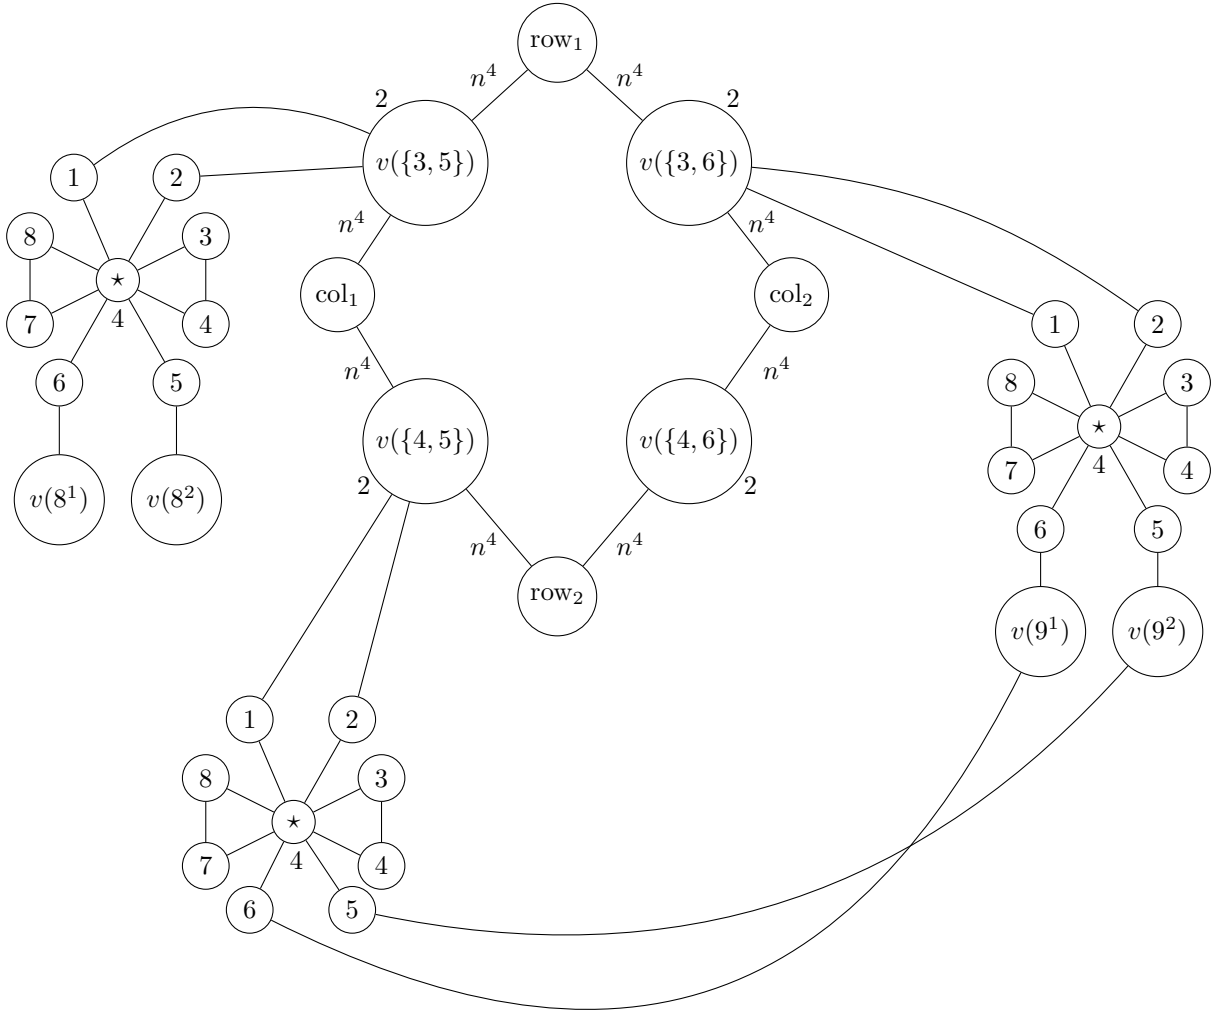 row₁
n⁴ n⁴
2 2
v({3, 5}) v({3, 6})
1 2
n⁴ n⁴
8 3
⋆
7 4 4
col₁ col₂
1 2
n⁴ n⁴
6 5
8 3
⋆
7 4 4
v({4, 5}) v({4, 6})
2 2
v(8¹) v(8²)
6 5
n⁴ n⁴
row₂
v(9¹) v(9²)
1 2
8 3
⋆
7 4 4
6 5